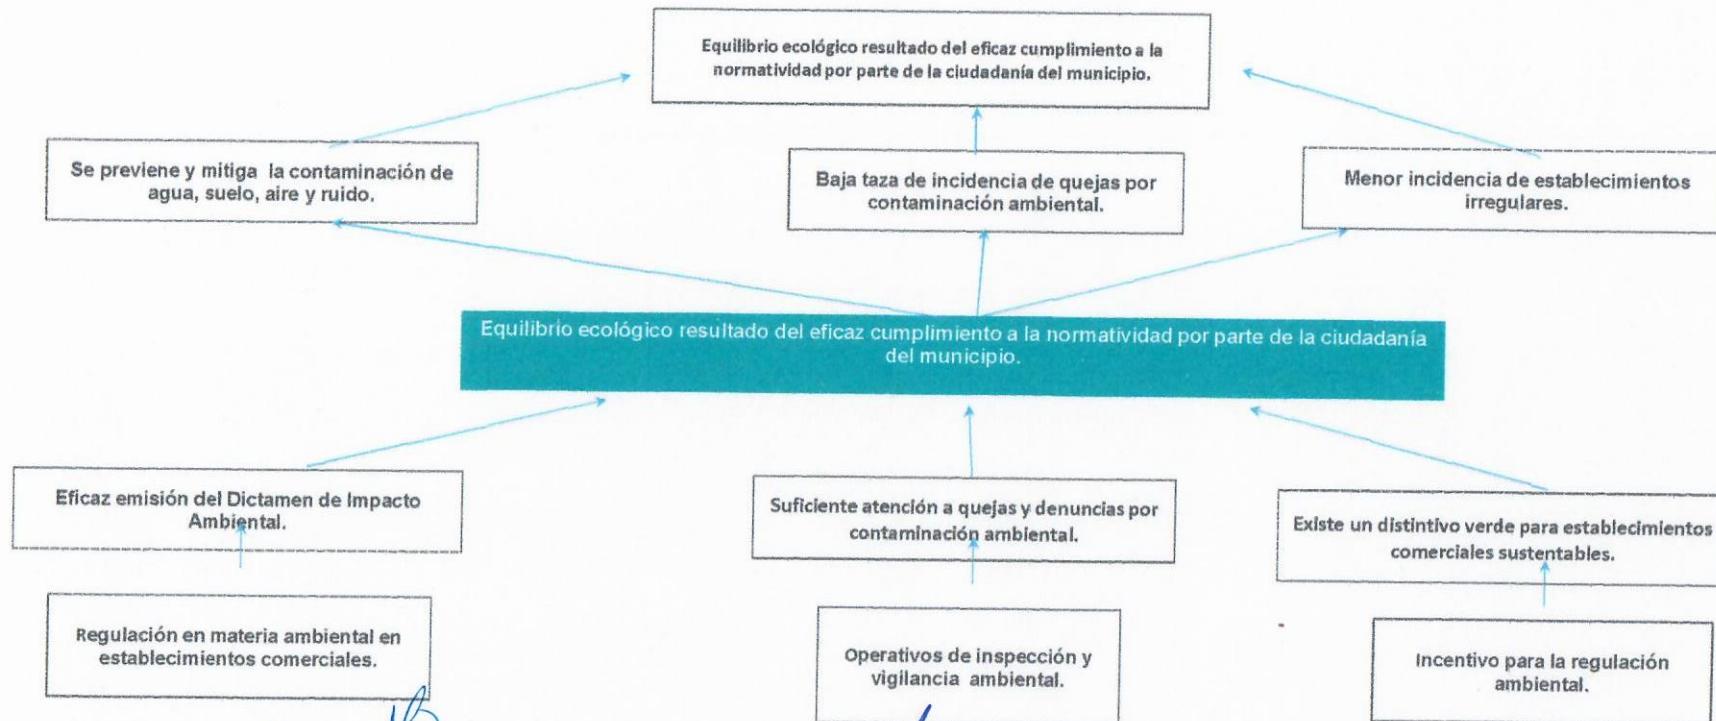 Equilibrio ecológico resultado del eficaz cumplimiento a la
normatividad por parte de la ciudadanía del municipio.
Se previene y mitiga la contaminación de
agua, suelo, aire y ruido.
Baja taza de incidencia de quejas por
contaminación ambiental.
Menor incidencia de establecimientos
irregulares.
Equilibrio ecológico resultado del eficaz cumplimiento a la normatividad por parte de la ciudadanía
del municipio.
Eficaz emisión del Dictamen de Impacto
Ambiental.
Suficiente atención a quejas y denuncias por
contaminación ambiental.
Existe un distintivo verde para establecimientos
comerciales sustentables.
Regulación en materia ambiental en
establecimientos comerciales.
Operativos de inspección y
vigilancia ambiental.
Incentivo para la regulación
ambiental.